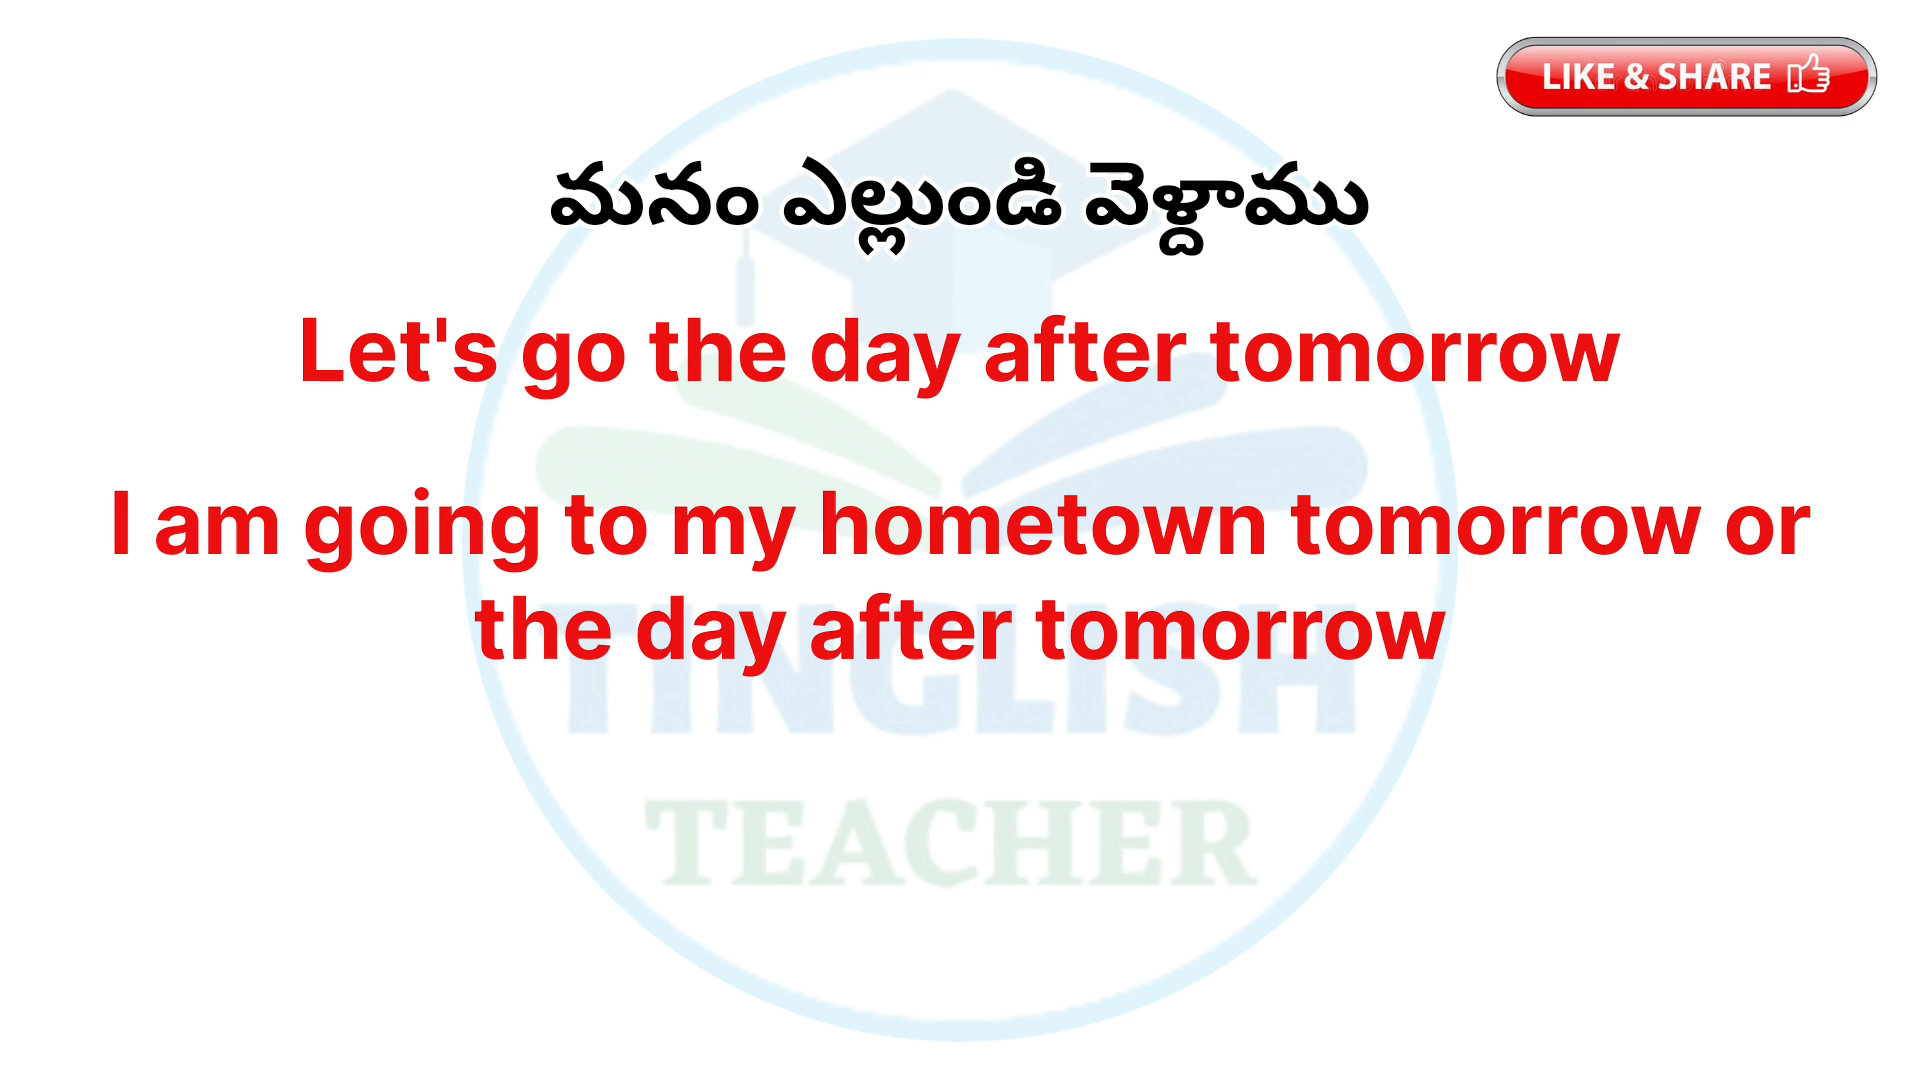 LIKE & SHARE
మనం ఎల్లుండి వెళ్దాము
Let's go the day after tomorrow
I am going to my hometown tomorrow or
the day after tomorrow
TINGLISH
TEACHER